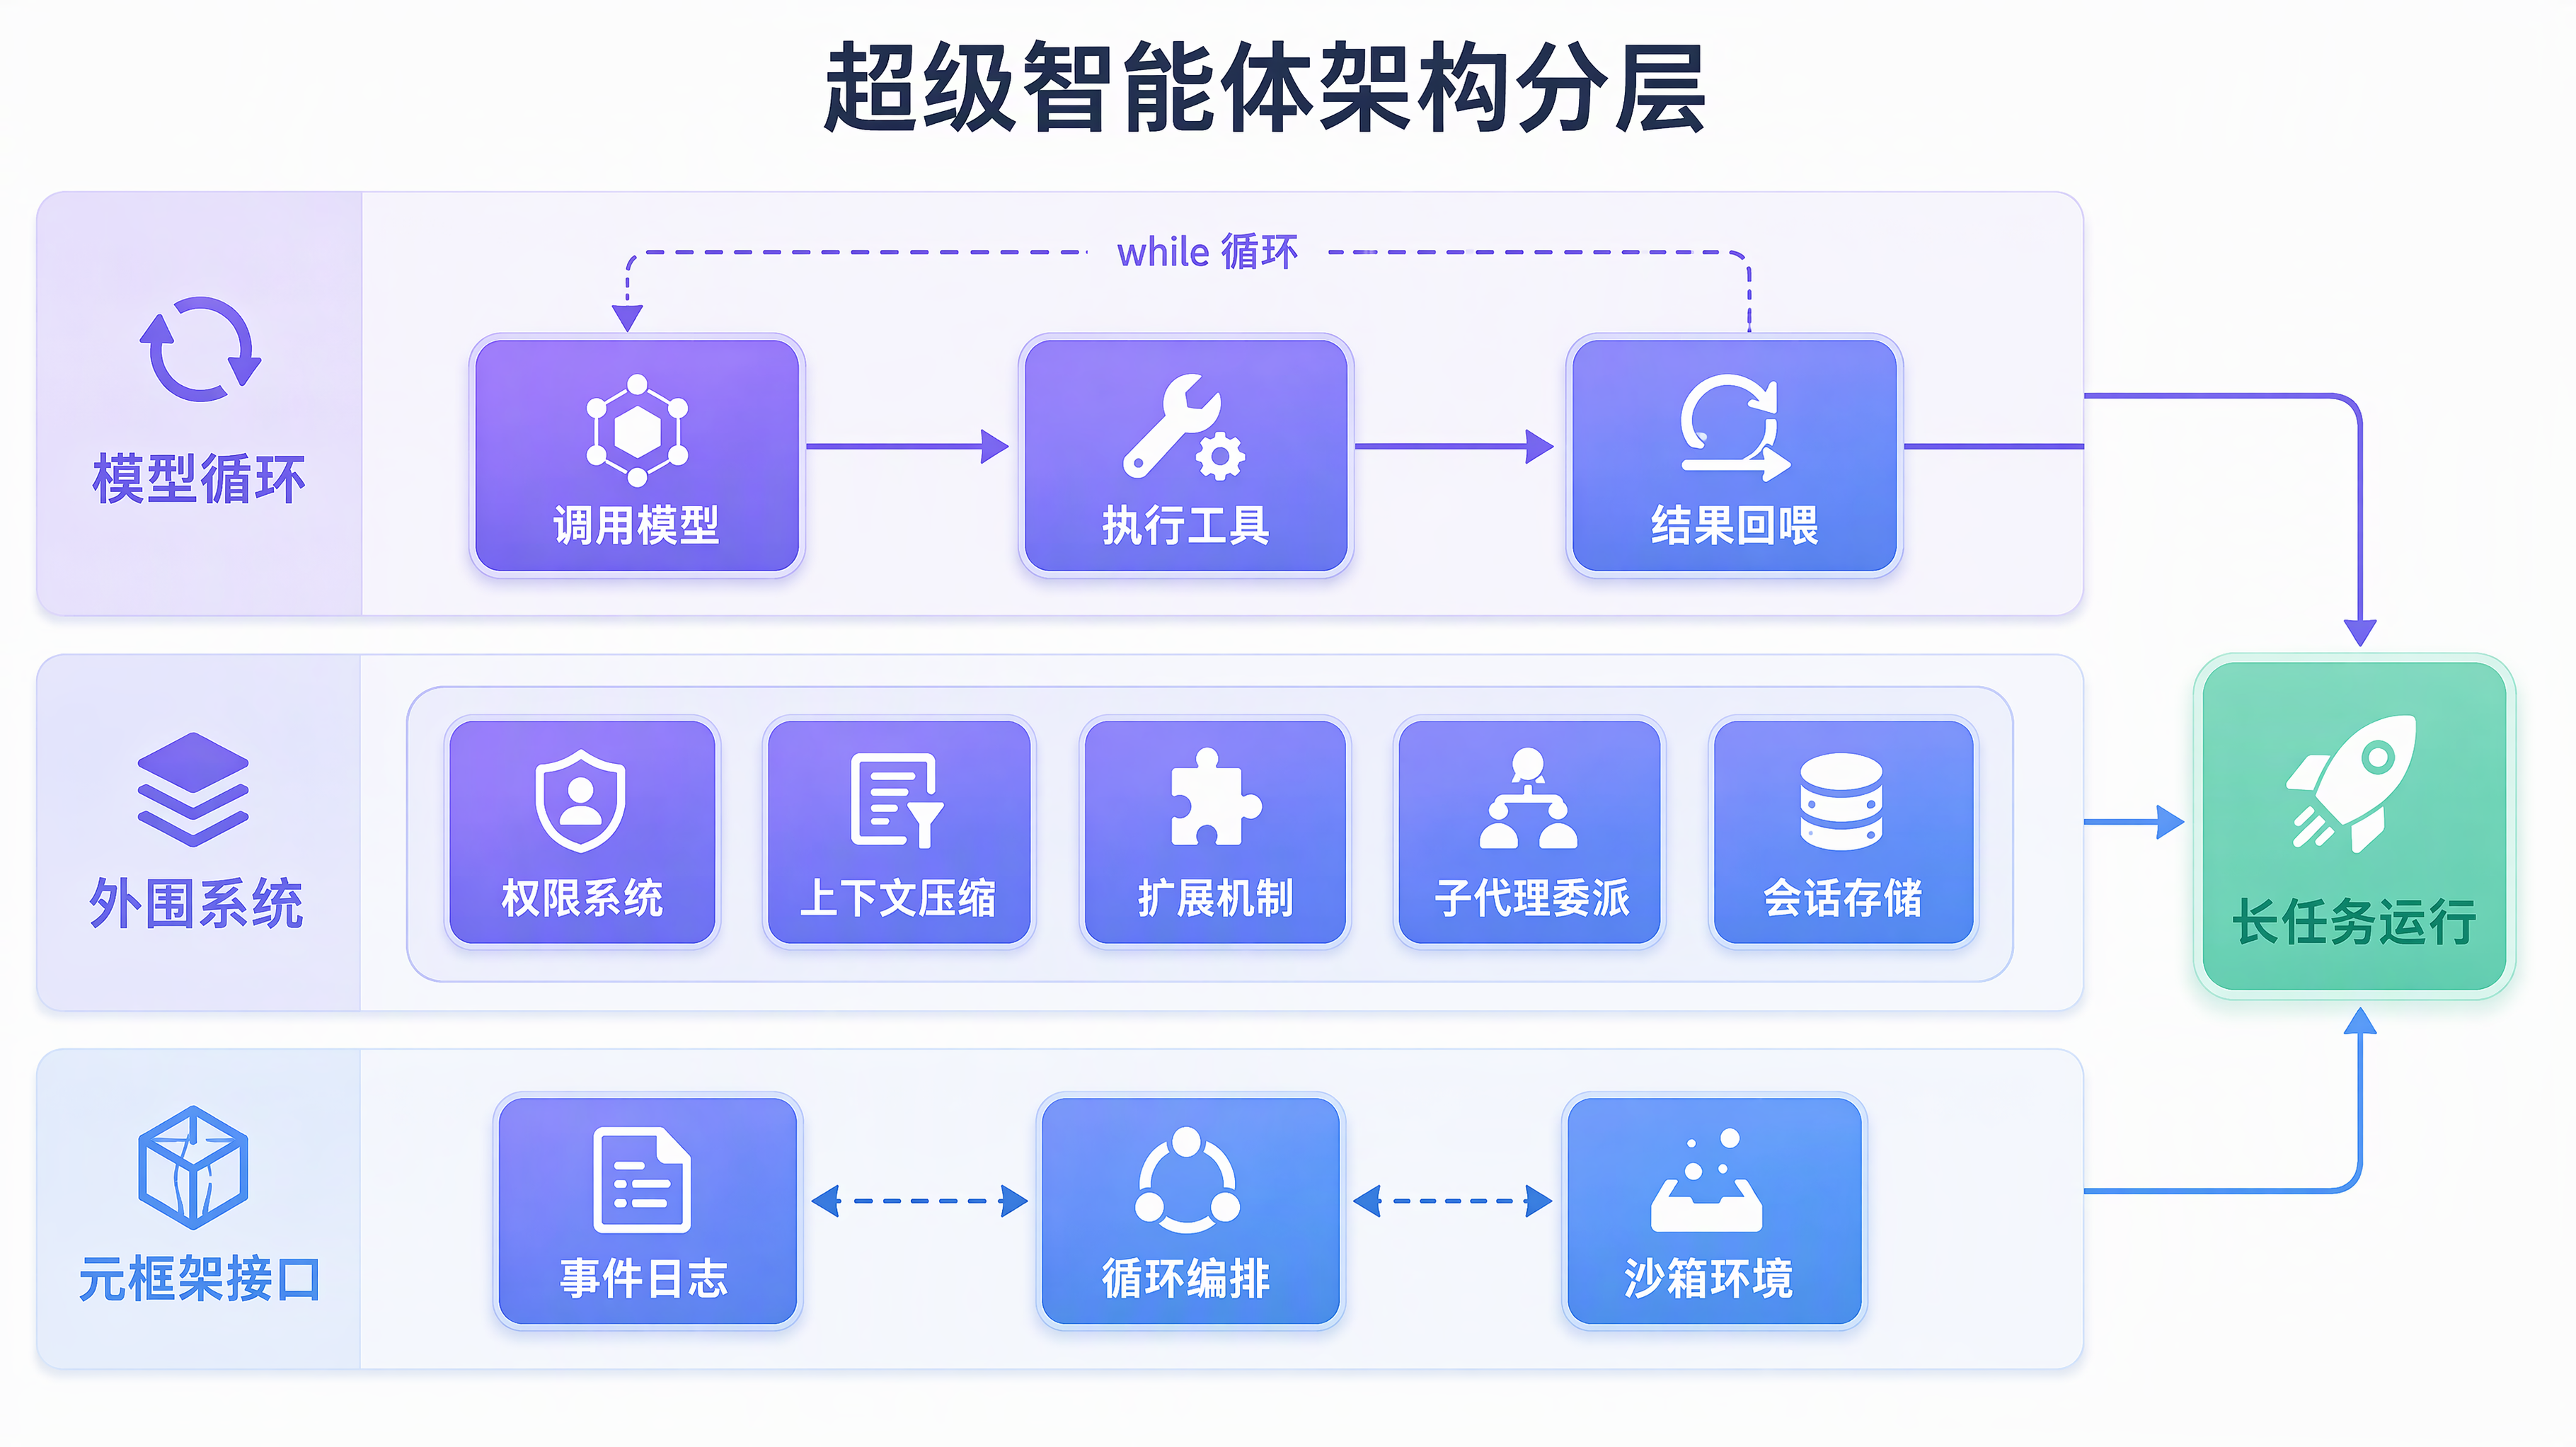 超级智能体架构分层
while 循环
模型循环
调用模型
执行工具
结果回喂
外围系统
权限系统
上下文压缩
扩展机制
子代理委派
会话存储
长任务运行
元框架接口
事件日志
循环编排
沙箱环境